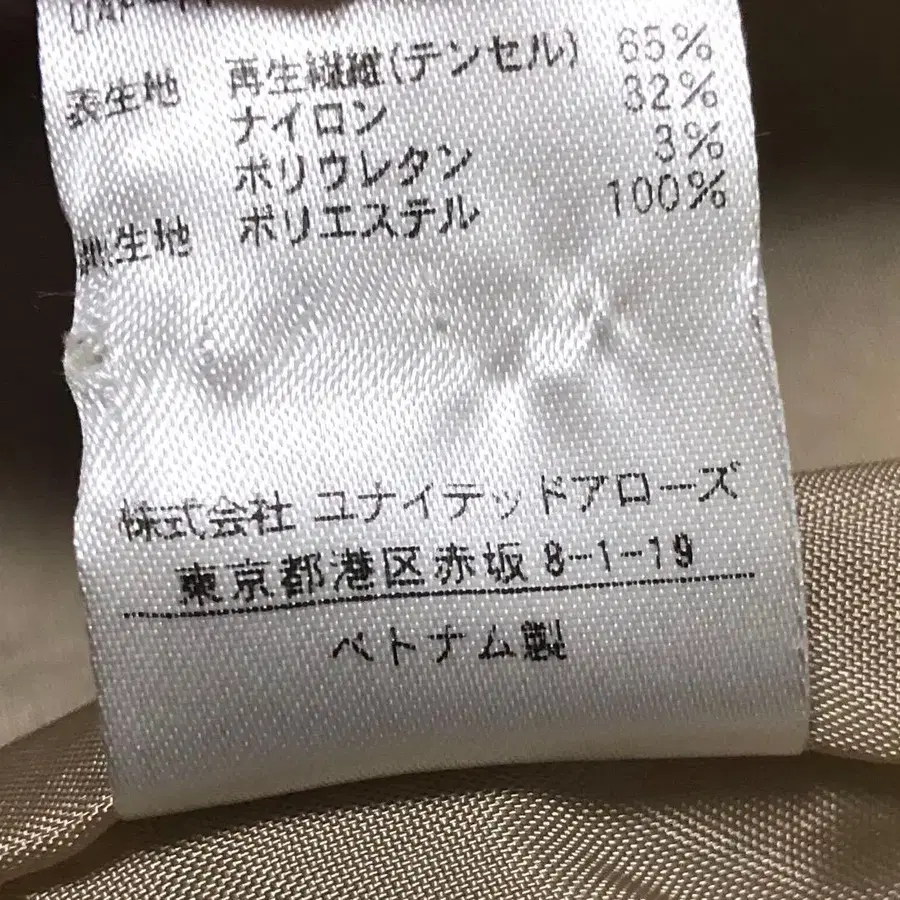 表生地 再生繊維(テンセル) 65%
ナイロン 32%
ポリウレタン 3%
生地 ポリエステル 100%
株式会社 ユナイテッドアローズ
東京都港区赤坂 8-1-19
ベトナム製